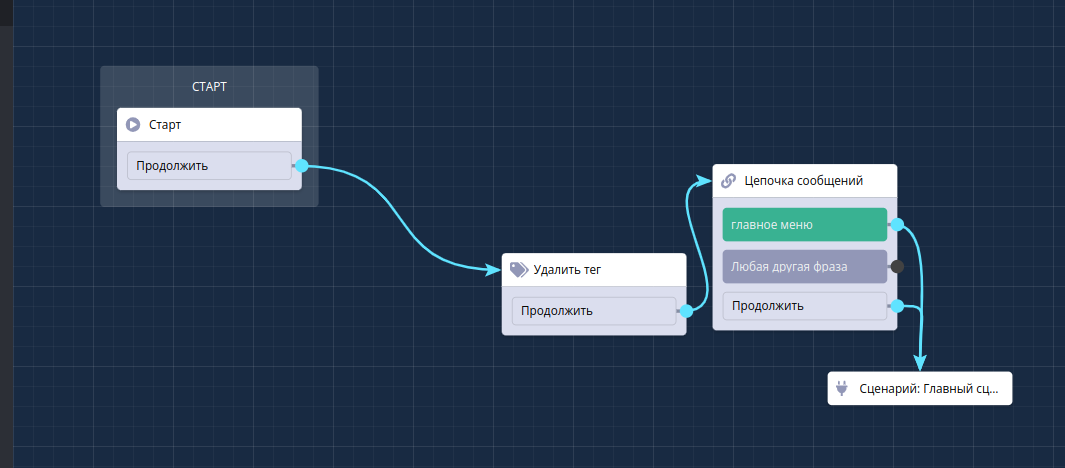 СТАРТ
Старт
Продолжить
Удалить тег
Продолжить
Цепочка сообщений
главное меню
Любая другая фраза
Продолжить
Сценарий: Главный сц...